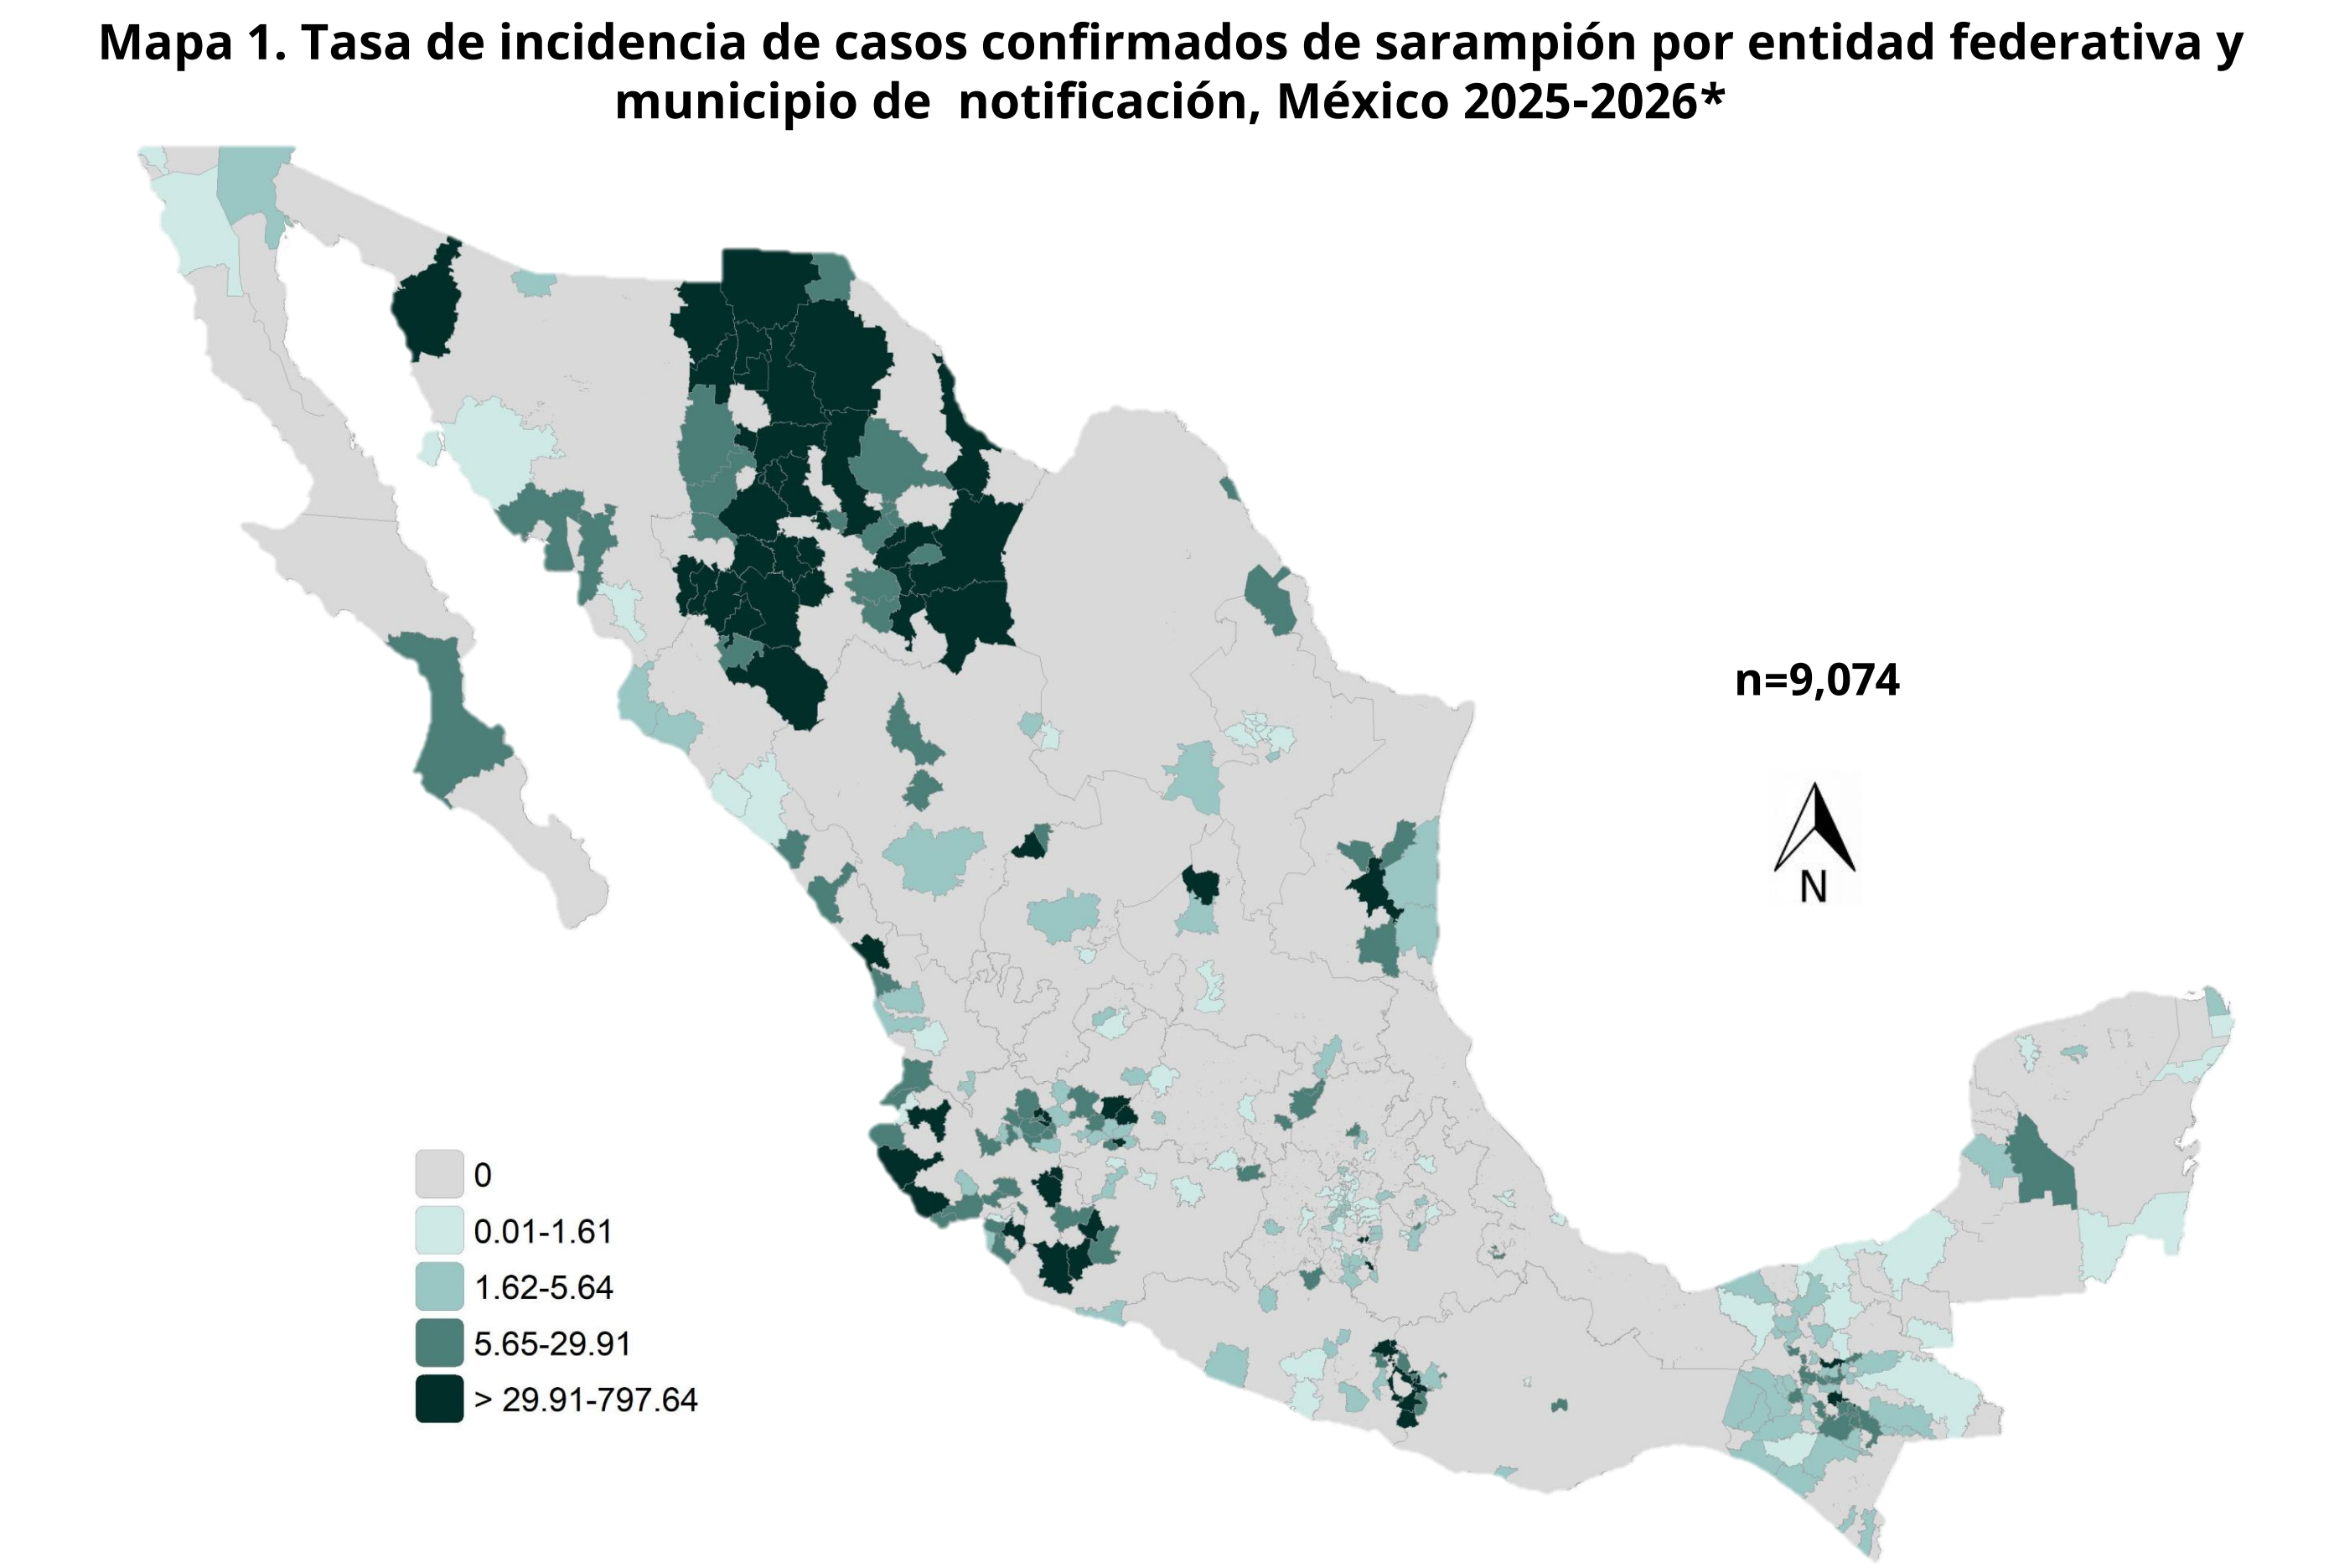 Mapa 1. Tasa de incidencia de casos confirmados de sarampión por entidad federativa y
municipio de  notificación, México 2025-2026*
n=9,074
N
0
0.01-1.61
1.62-5.64
5.65-29.91
> 29.91-797.64